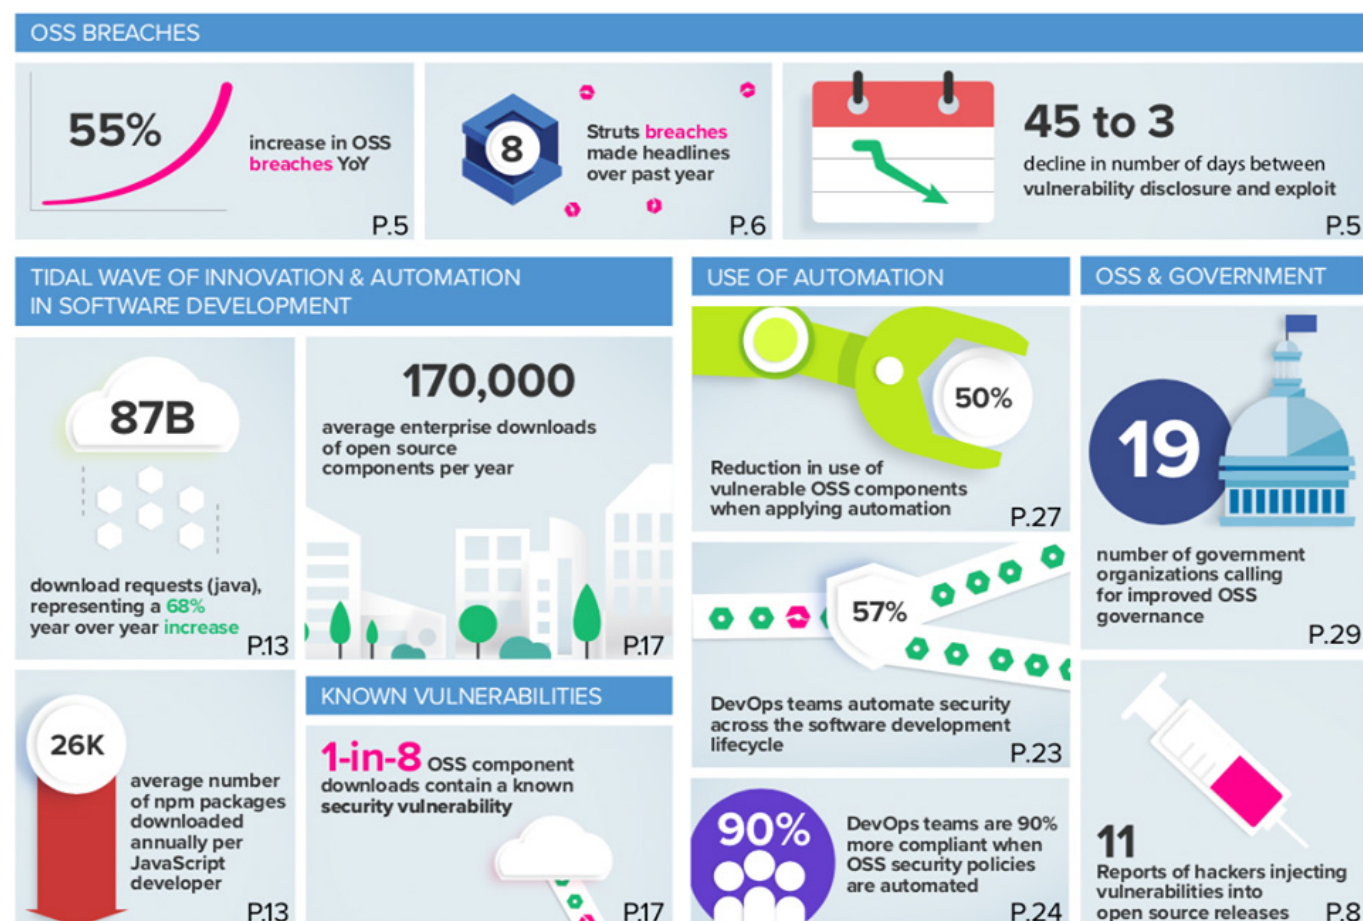 OSS BREACHES
55%
increase in OSS
breaches YoY
P.5
8
Struts breaches
made headlines
over past year
P.6
45 to 3
decline in number of days between
vulnerability disclosure and exploit
P.5
TIDAL WAVE OF INNOVATION & AUTOMATION
IN SOFTWARE DEVELOPMENT
87B
download requests (java),
representing a 68%
year over year increase
P.13
170,000
average enterprise downloads
of open source
components per year
P.17
26K
average number
of npm packages
downloaded
annually per
JavaScript
developer
P.13
KNOWN VULNERABILITIES
1-in-8 OSS component
downloads contain a known
security vulnerability
P.17
USE OF AUTOMATION
50%
Reduction in use of
vulnerable OSS components
when applying automation
P.27
57%
DevOps teams automate security
across the software development
lifecycle
P.23
90%
DevOps teams are 90%
more compliant when
OSS security policies
are automated
P.24
OSS & GOVERNMENT
19
number of government
organizations calling
for improved OSS
governance
P.29
11
Reports of hackers injecting
vulnerabilities into
open source releases
P.8